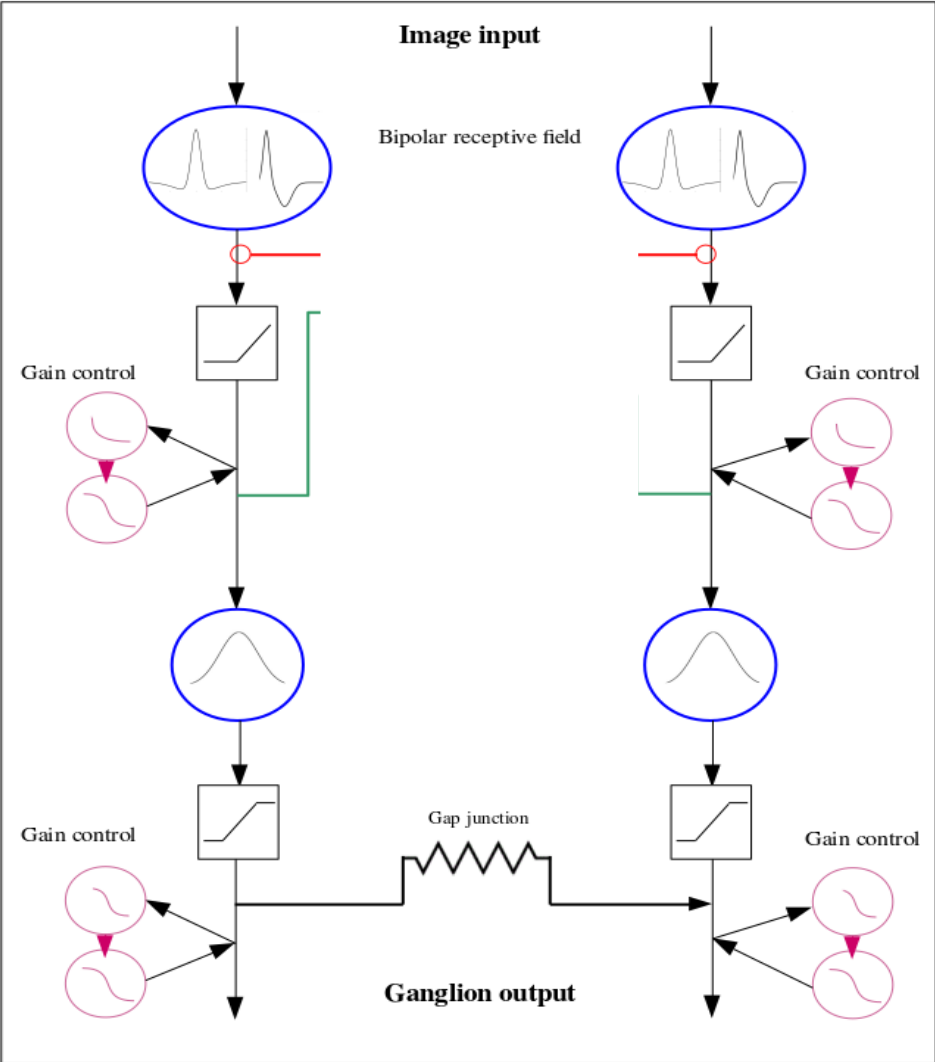 Image input
Bipolar receptive field
Gain control
Gain control
Gap junction
Gain control
Gain control
Ganglion output